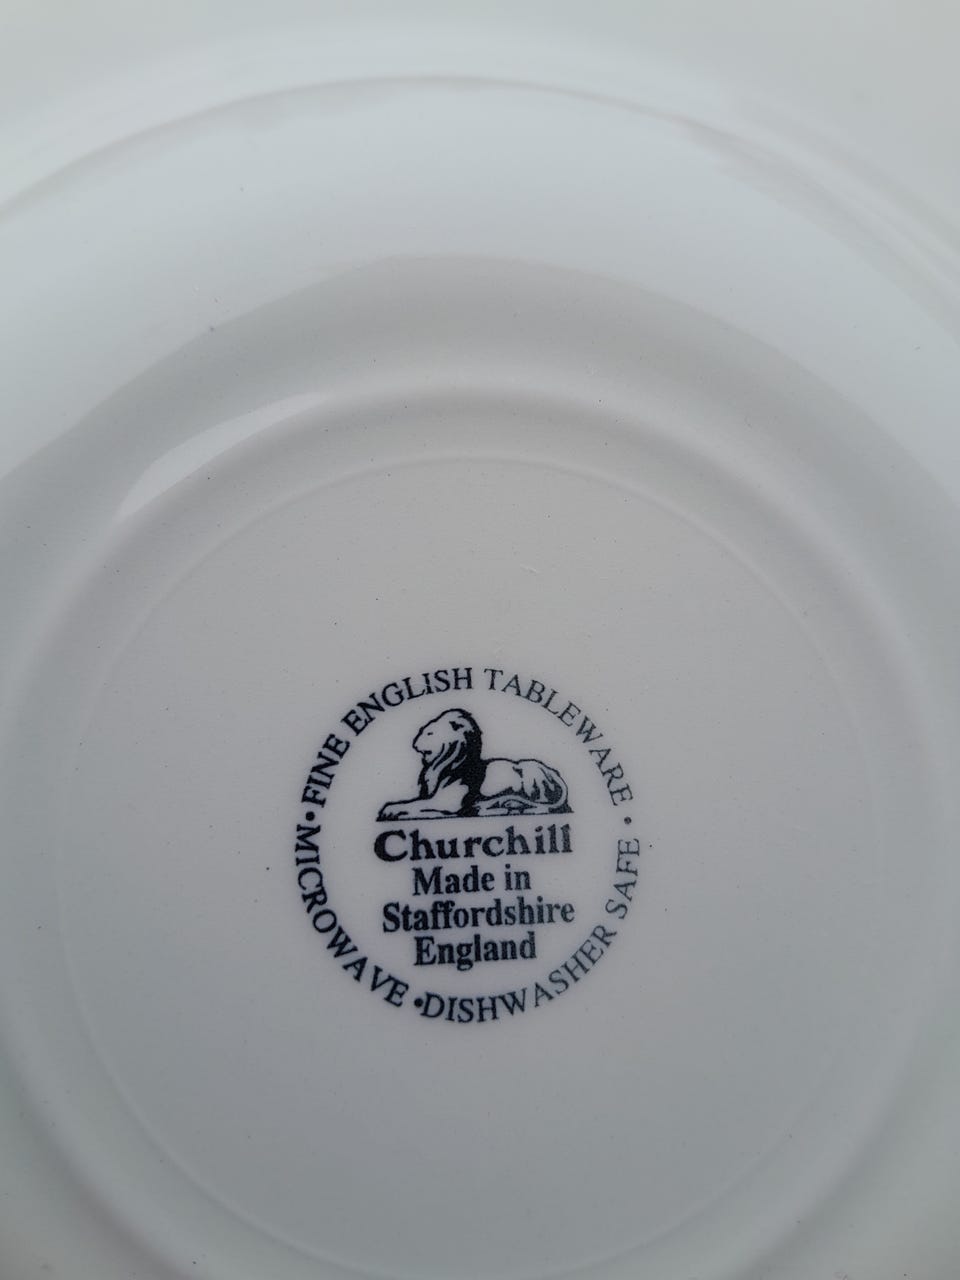 • FINE ENGLISH TABLEWARE •
Churchill
Made in
Staffordshire
England
MICROWAVE • DISHWASHER SAFE